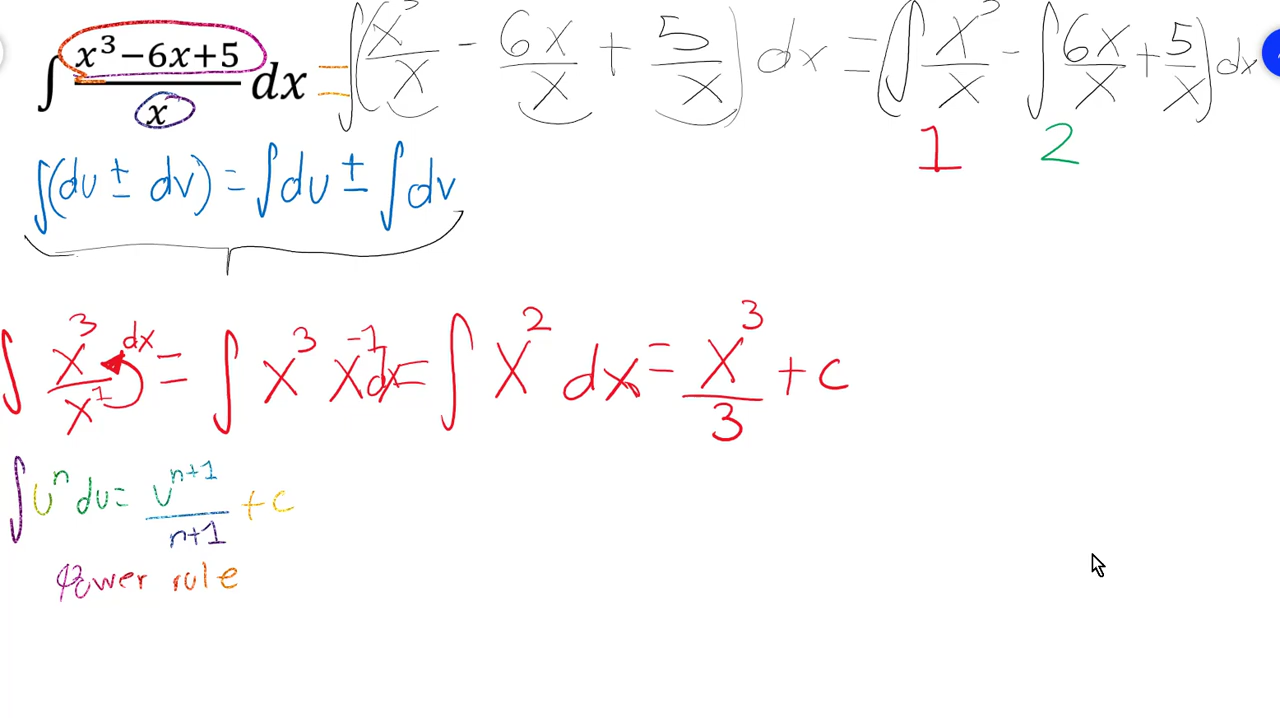 ∫ (x³−6x+5)/x dx = ∫(x³/x − 6x/x + 5/x) dx = (∫ x³/x − ∫ 6x/x + 5/x) dx
1 2
∫(du ± dv) = ∫du ± ∫dv
∫ x³/x¹ dx = ∫ x³ x⁻¹ dx = ∫ x² dx = x³/3 + c
∫uⁿ du = uⁿ⁺¹/n+1 + c
Power rule